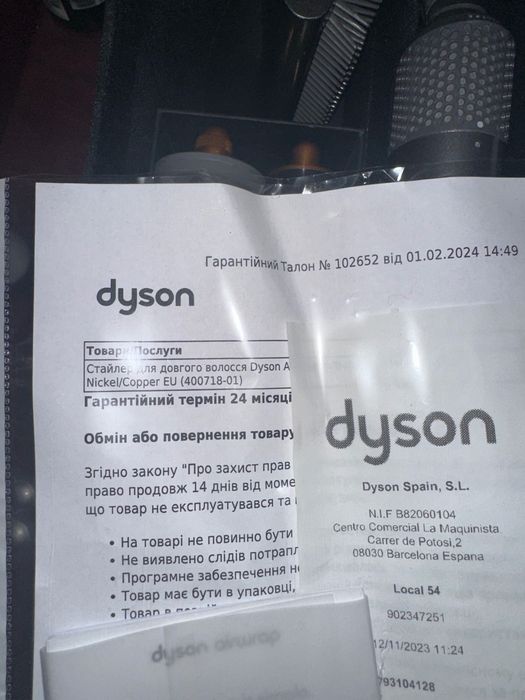 Гарантійний Талон № 102652 від 01.02.2024 14:49
dyson
Товари/Послуги
Стайлер для довгого волосся Dyson A
Nickel/Copper EU (400718-01)
Гарантійний термін 24 місяці
Обмін або повернення товару
Згідно закону "Про захист прав
право продовж 14 днів від моме
що товар не експлуатувався та
• На товарі не повинно бути
• Не виявлено слідів потрапл
• Програмне забезпечення не
• Товар має бути в упаковці,
• Товар в
dyson
Dyson Spain, S.L.
N.I.F B82060104
Centro Comercial La Maquinista
Carrer de Potosi,2
08030 Barcelona Espana
Local 54
902347251
12/11/2023 11:24
793104128
dyson airwrap